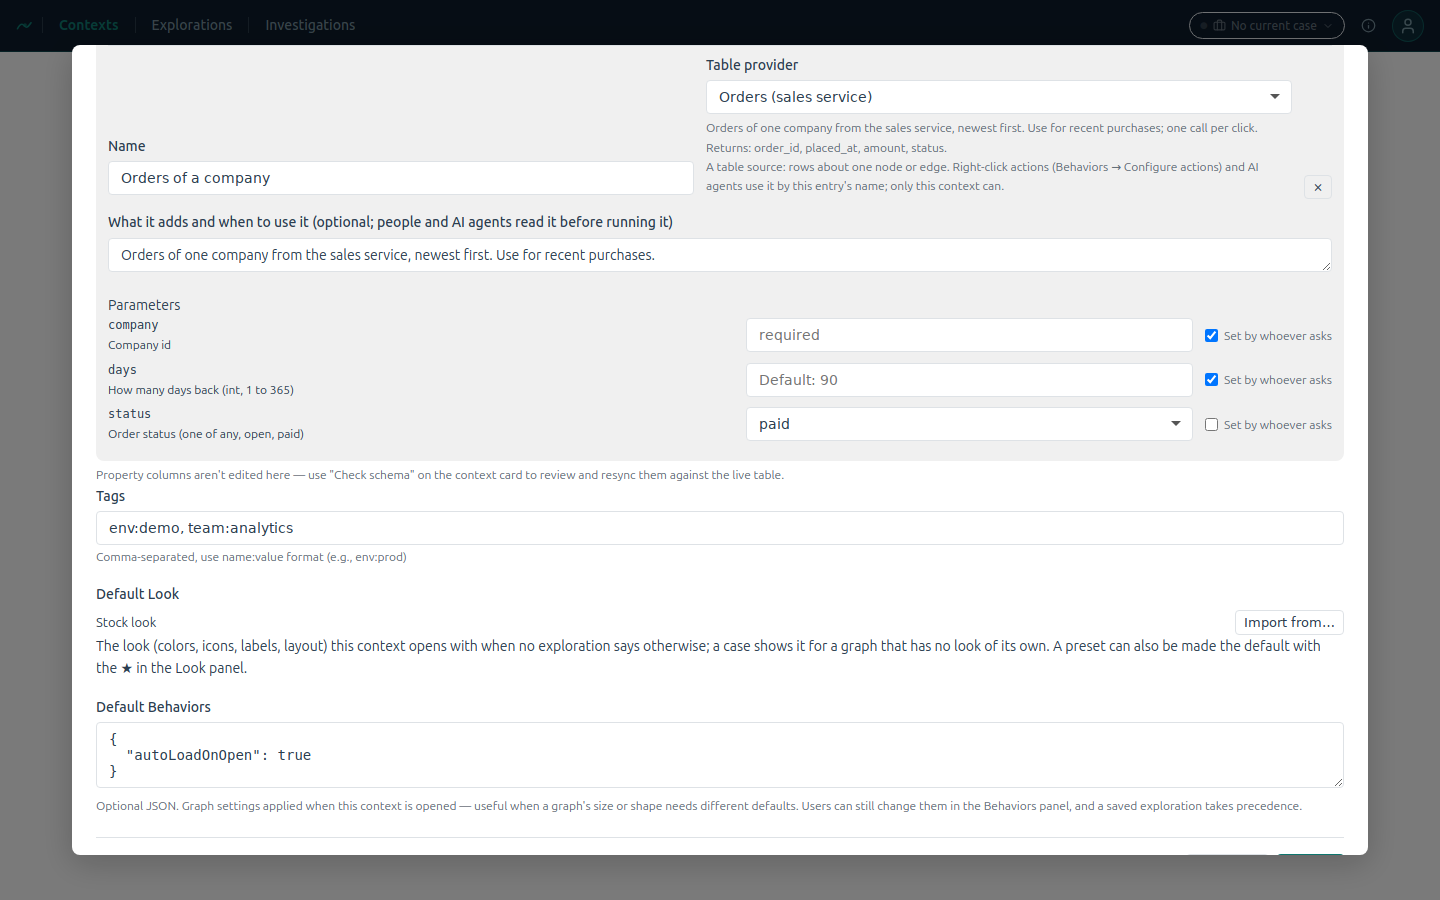 Contexts
Explorations
Investigations
No current case
Table provider
Orders (sales service)
Orders of one company from the sales service, newest first. Use for recent purchases; one call per click.
Returns: order_id, placed_at, amount, status.
A table source: rows about one node or edge. Right-click actions (Behaviors → Configure actions) and AI
agents use it by this entry's name; only this context can.
Name
Orders of a company
×
What it adds and when to use it (optional; people and AI agents read it before running it)
Orders of one company from the sales service, newest first. Use for recent purchases.
Parameters
company
Company id
required
Set by whoever asks
days
How many days back (int, 1 to 365)
Default: 90
Set by whoever asks
status
Order status (one of any, open, paid)
paid
Set by whoever asks
Property columns aren't edited here — use "Check schema" on the context card to review and resync them against the live table.
Tags
env:demo, team:analytics
Comma-separated, use name:value format (e.g., env:prod)
Default Look
Stock look
Import from...
The look (colors, icons, labels, layout) this context opens with when no exploration says otherwise; a case shows it for a graph that has no look of its own. A preset can also be made the default with
the ★ in the Look panel.
Default Behaviors
{
"autoLoadOnOpen": true
}
Optional JSON. Graph settings applied when this context is opened — useful when a graph's size or shape needs different defaults. Users can still change them in the Behaviors panel, and a saved exploration takes precedence.